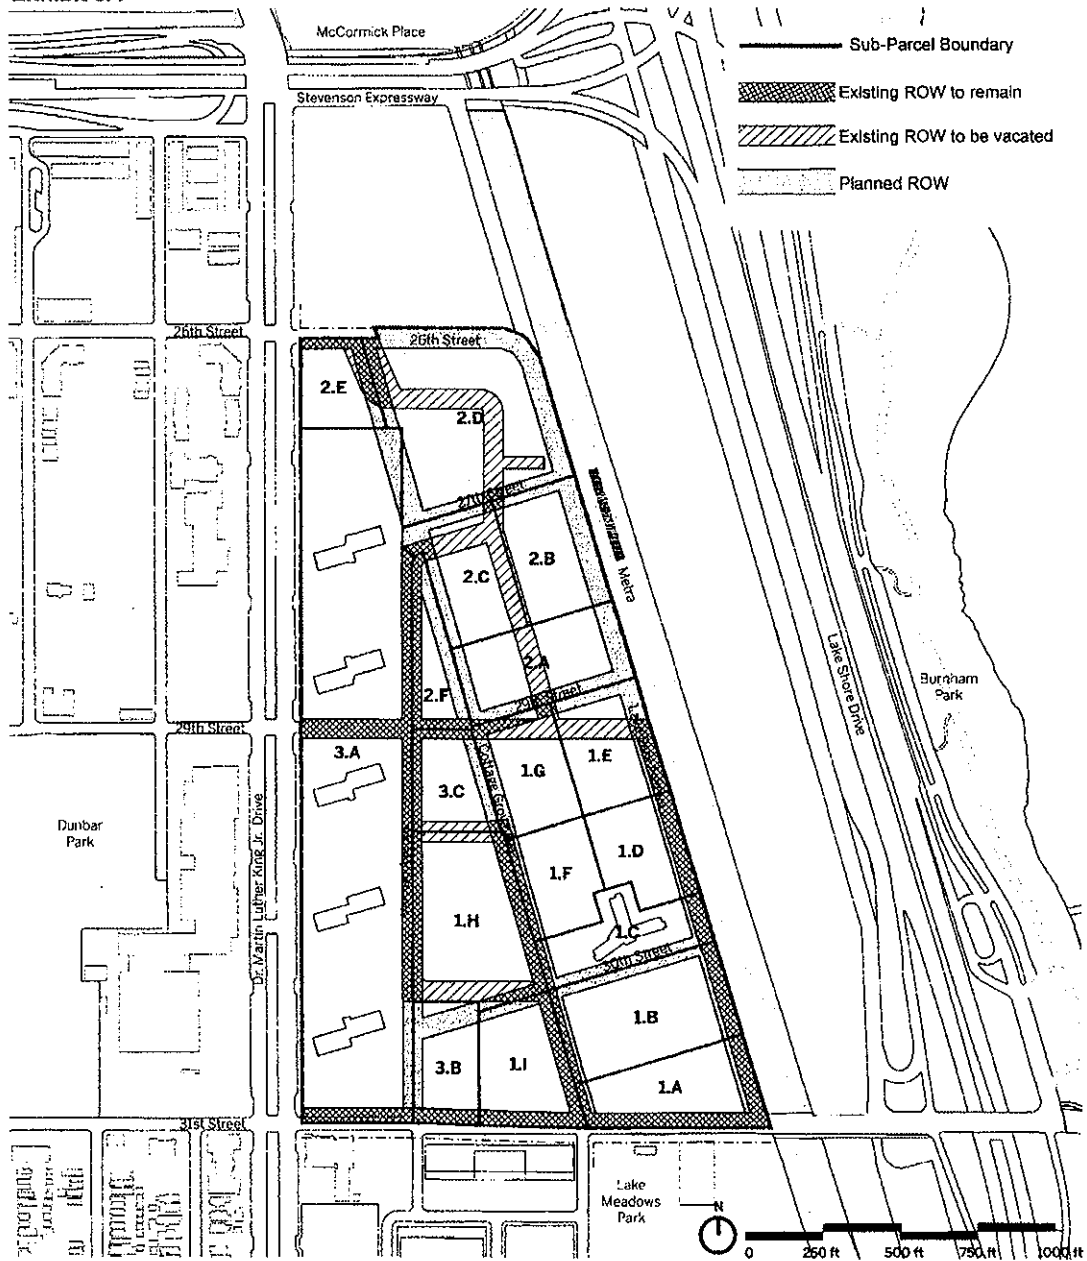 McCormick Place
Sub-Parcel Boundary
Stevenson Expressway
Existing ROW to remain
Existing ROW to be vacated
Planned ROW
26th Street
26th Street
2.E
2.D
27th Street
2.B
2.C
Metra
2.A
Lake Shore Drive
Burnham
Park
2.F
29th Street
29th Street
3.A
1.E
1.G
3.C
Cottage Grove
Dunbar
Park
Dr. Martin Luther King Jr. Drive
1.D
1.F
1.H
1.C
30th Street
1.B
3.B
1.I
1.A
31st Street
Lake
Meadows
Park
N
0 250 ft 500 ft 750 ft 1000 ft